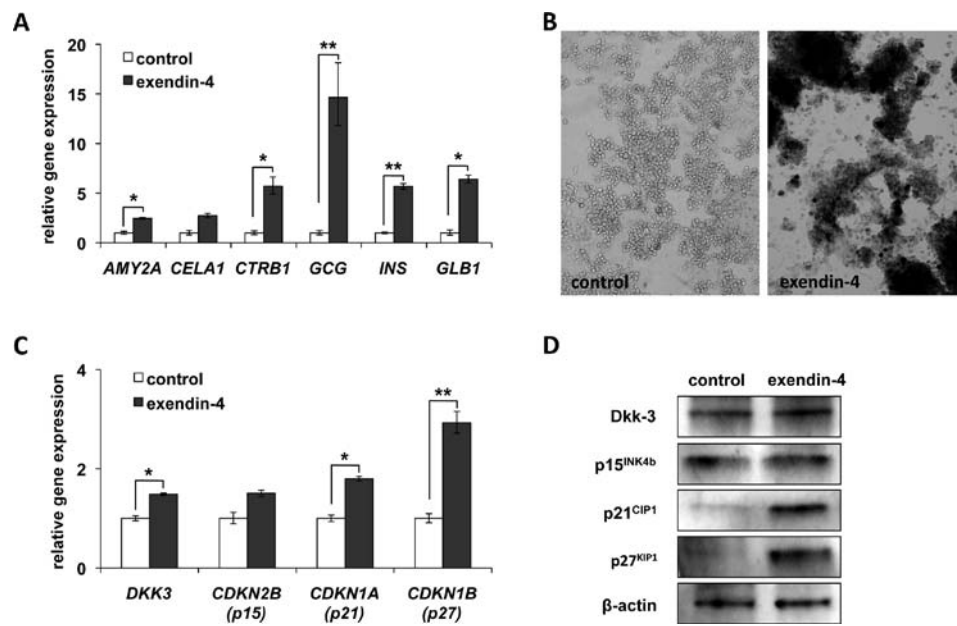 A
relative gene expression
20
15
10
5
0
control
exendin-4
*
*
**
**
*
AMY2A CELA1 CTRB1 GCG INS GLB1
B
control
exendin-4
C
relative gene expression
4
2
0
control
exendin-4
*
*
**
DKK3 CDKN2B CDKN1A CDKN1B
(p15) (p21) (p27)
D
control exendin-4
Dkk-3
p15INK4b
p21CIP1
p27KIP1
β-actin